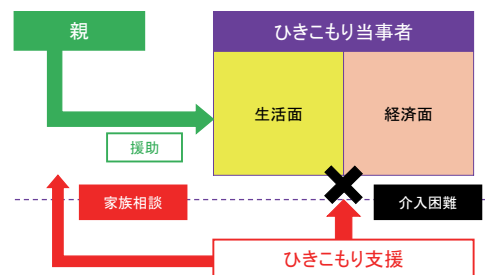 親
ひきこもり当事者
生活面
経済面
援助
家族相談
介入困難
ひきこもり支援